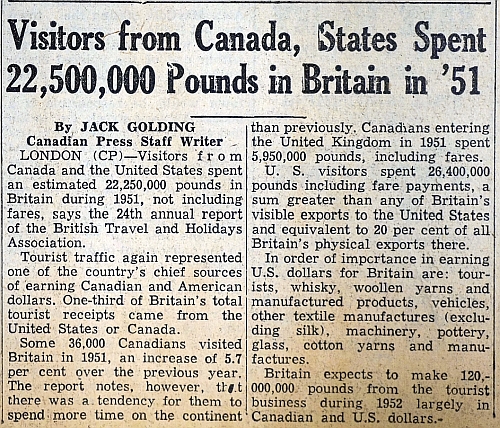 Visitors from Canada, States Spent
22,500,000 Pounds in Britain in '51
By JACK GOLDING
Canadian Press Staff Writer
LONDON (CP)—Visitors from
Canada and the United States spent
an estimated 22,250,000 pounds in
Britain during 1951, not including
fares, says the 24th annual report
of the British Travel and Holidays
Association.
Tourist traffic again represented
one of the country's chief sources
of earning Canadian and American
dollars. One-third of Britain's total
tourist receipts came from the
United States or Canada.
Some 36,000 Canadians visited
Britain in 1951, an increase of 5.7
per cent over the previous year.
The report notes, however, that
there was a tendency for them to
spend more time on the continent
than previously. Canadians entering
the United Kingdom in 1951 spent
5,950,000 pounds, including fares.
U. S. visitors spent 26,400,000
pounds including fare payments, a
sum greater than any of Britain's
visible exports to the United States
and equivalent to 20 per cent of all
Britain's physical exports there.
In order of impcrtance in earning
U.S. dollars for Britain are: tour-
ists, whisky, woollen yarns and
manufactured products, vehicles,
other textile manufactures (exclu-
ding silk), machinery, pottery,
glass, cotton yarns and manu-
factures.
Britain expects to make 120,-
000,000 pounds from the tourist
business during 1952 largely in
Canadian and U.S. dollars.-